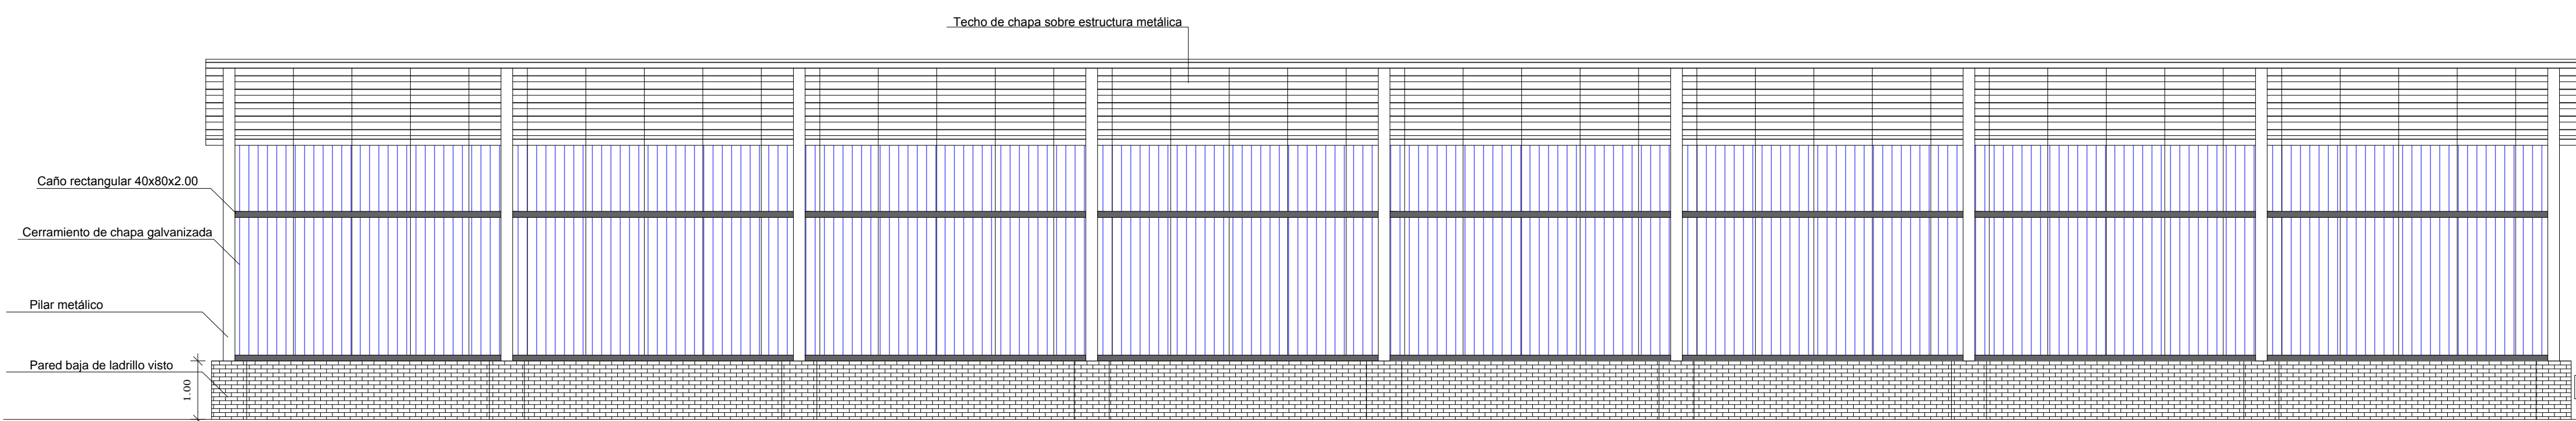 Techo de chapa sobre estructura metálica
Caño rectangular 40x80x2.00
Cerramiento de chapa galvanizada
Pilar metálico
Pared baja de ladrillo visto
1.00